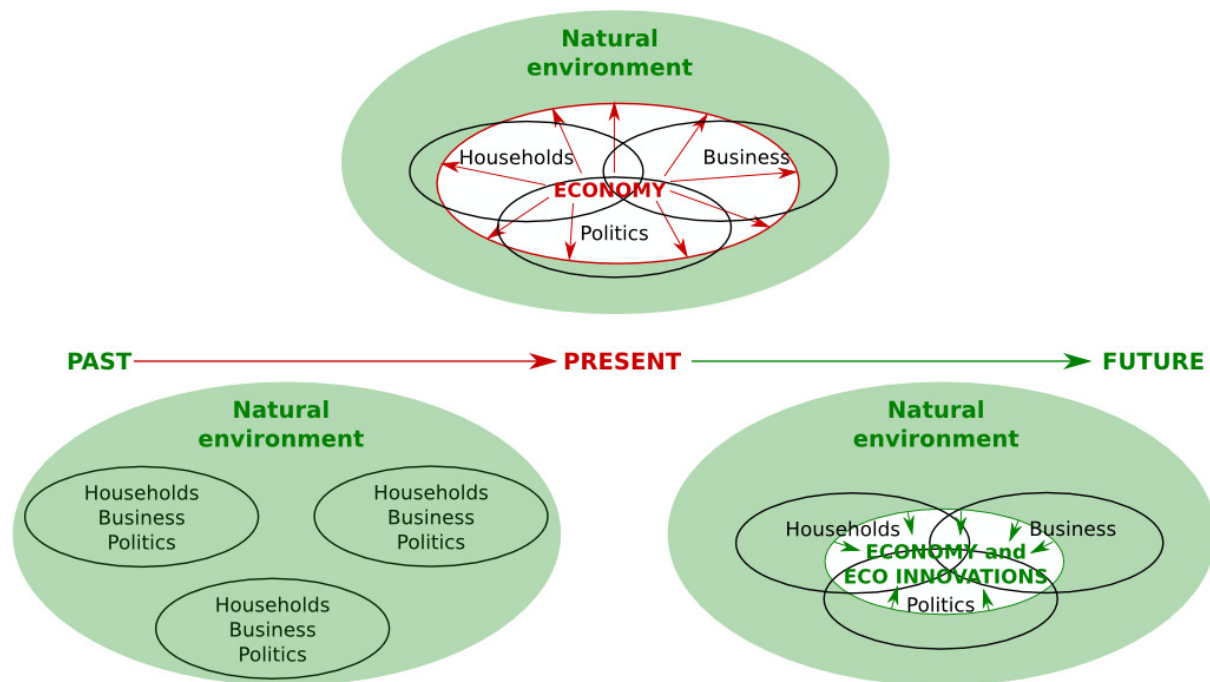 Natural
environment
Households
Business
ECONOMY
Politics
PAST
PRESENT
FUTURE
Natural
environment
Households
Business
Politics
Households
Business
Politics
Households
Business
Politics
Natural
environment
Households
Business
ECONOMY and
ECO INNOVATIONS
Politics